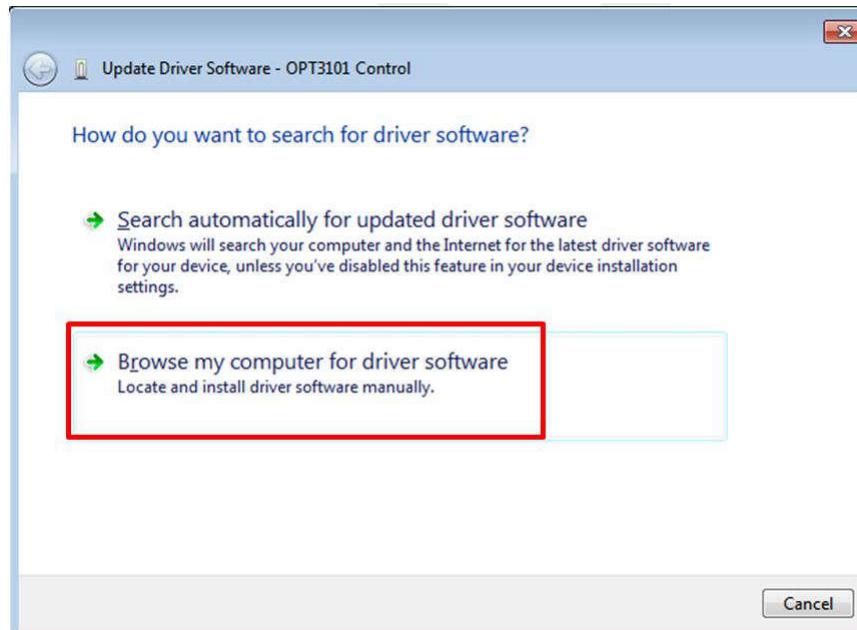 Update Driver Software - OPT3101 Control
How do you want to search for driver software?
Search automatically for updated driver software
Windows will search your computer and the Internet for the latest driver software
for your device, unless you've disabled this feature in your device installation
settings.
Browse my computer for driver software
Locate and install driver software manually.
Cancel